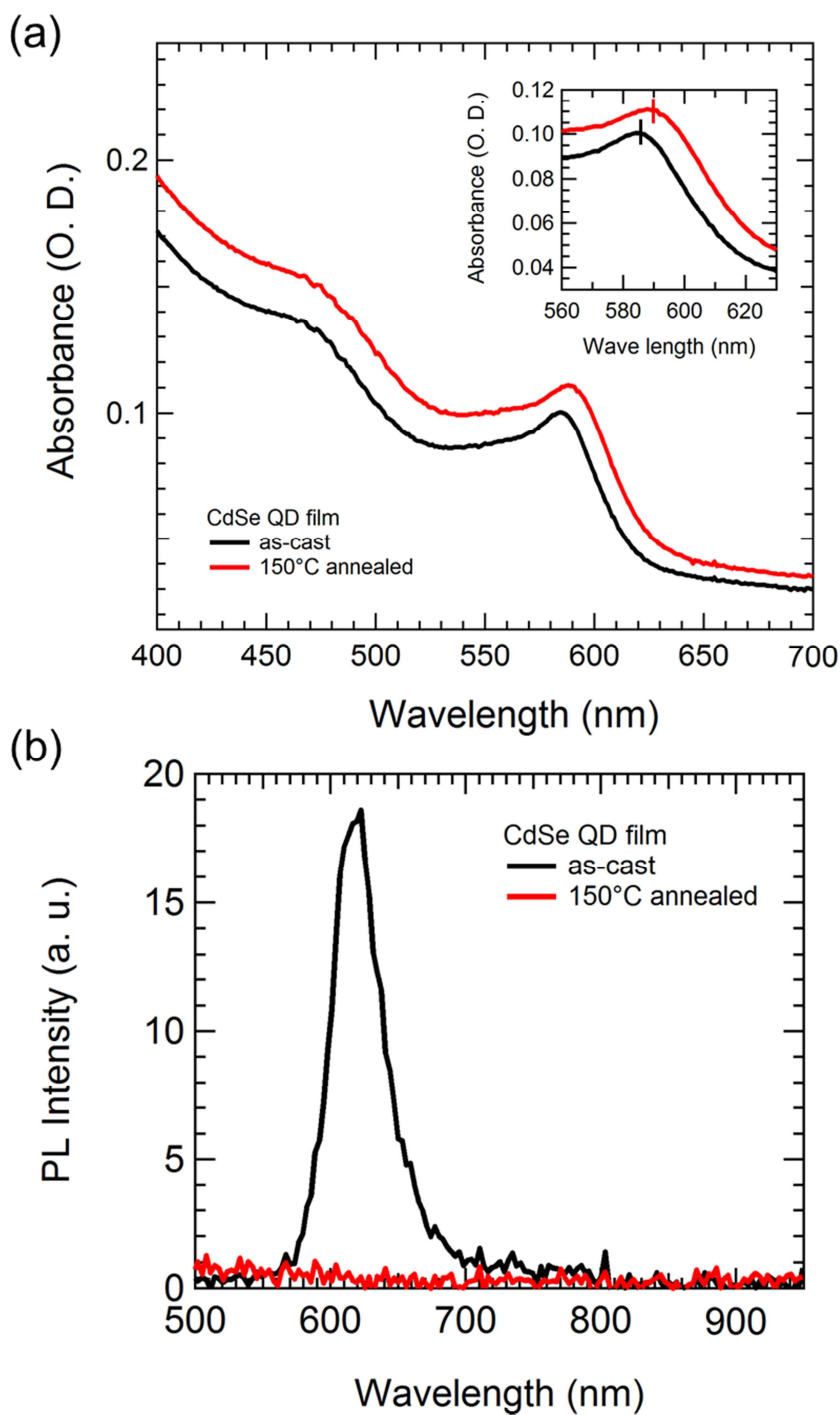 (a)
0.2
0.1
Absorbance (O. D.)
0.12
0.10
0.08
0.06
0.04
Absorbance (O. D.)
560 580 600 620
Wave length (nm)
CdSe QD film
as-cast
150°C annealed
400 450 500 550 600 650 700
Wavelength (nm)
(b)
20
15
10
5
0
PL Intensity (a. u.)
CdSe QD film
as-cast
150°C annealed
500 600 700 800 900
Wavelength (nm)